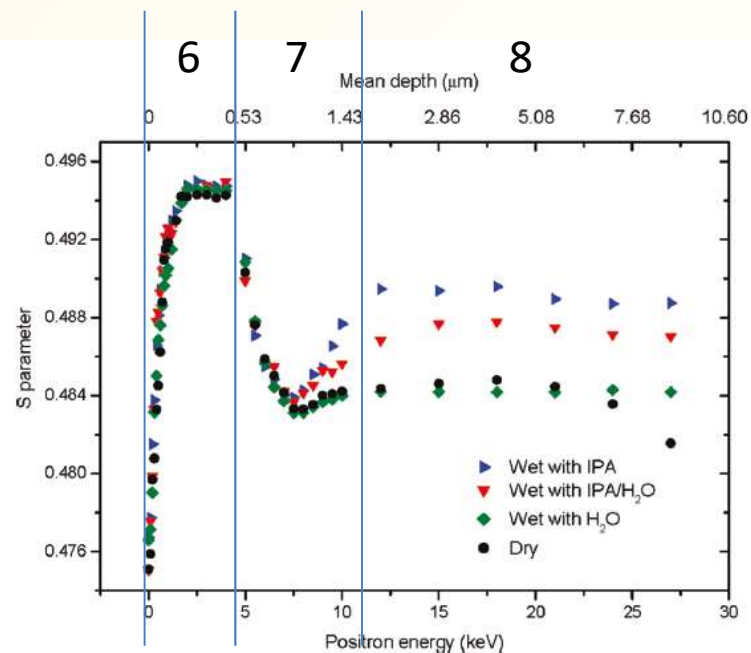 6 7 8
Mean depth (μm)
0 0.53 1.43 2.86 5.08 7.68 10.60
0.496
0.492
0.488
0.484
0.480
0.476
S parameter
Wet with IPA
Wet with IPA/H₂O
Wet with H₂O
Dry
0 5 10 15 20 25 30
Positron energy (keV)